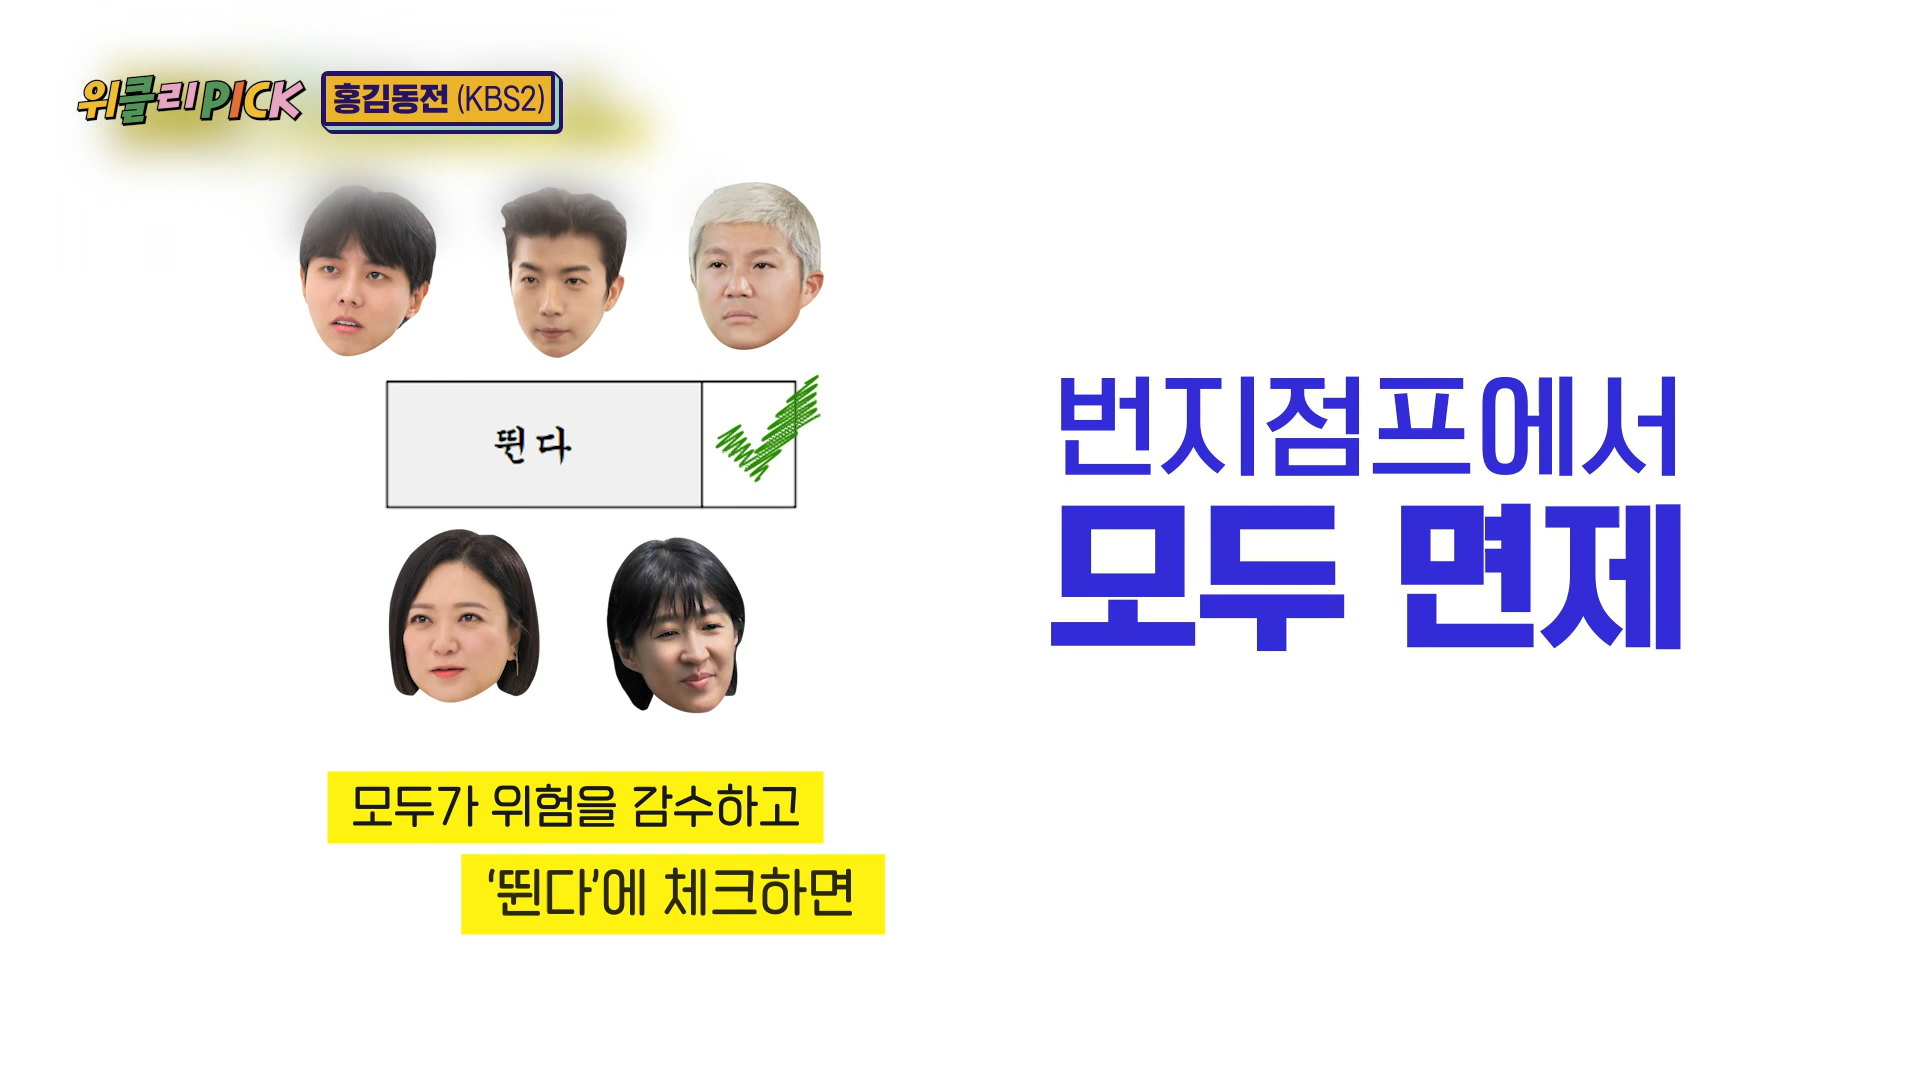 위클리PICK 홍김동전 (KBS2)
뛴다
번지점프에서
모두 면제
모두가 위험을 감수하고
'뛴다'에 체크하면